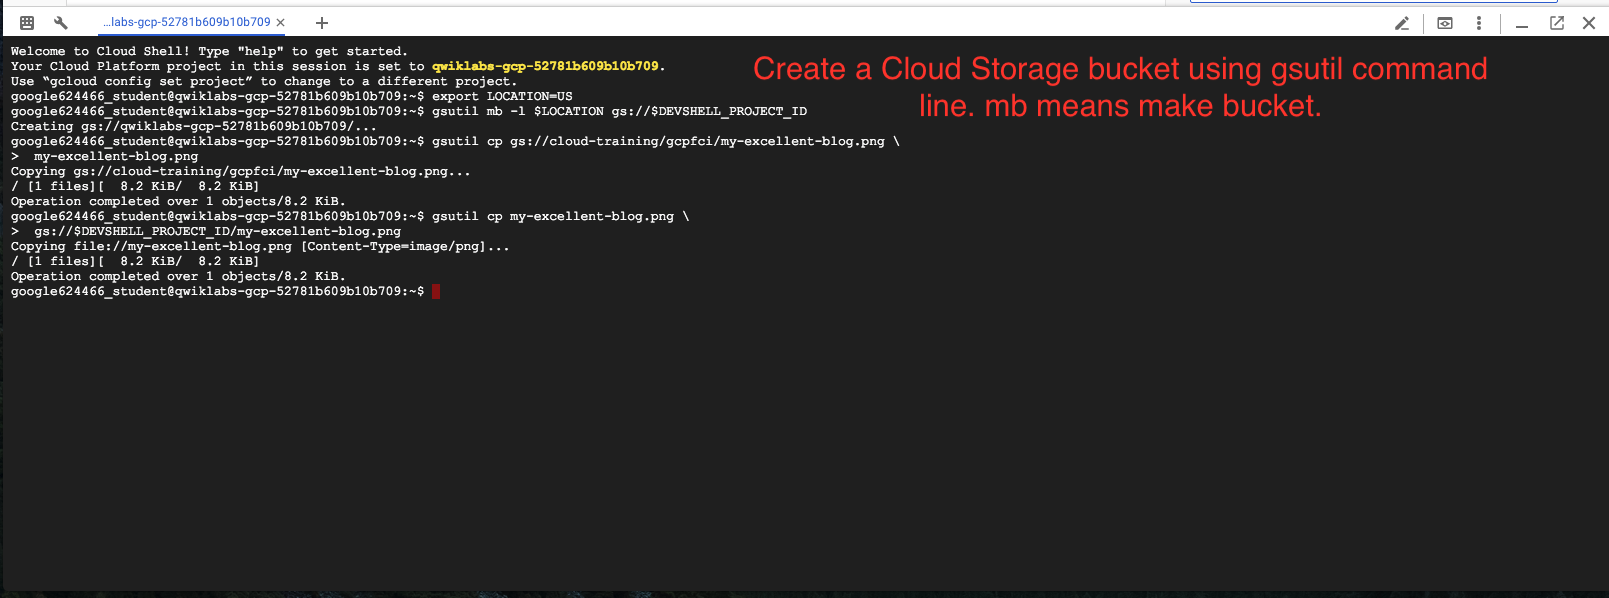 ...labs-gcp-52781b609b10b709
Welcome to Cloud Shell! Type "help" to get started.
Your Cloud Platform project in this session is set to qwiklabs-gcp-52781b609b10b709.
Use “gcloud config set project” to change to a different project.
google624466_student@qwiklabs-gcp-52781b609b10b709:~$ export LOCATION=US
google624466_student@qwiklabs-gcp-52781b609b10b709:~$ gsutil mb -l $LOCATION gs://$DEVSHELL_PROJECT_ID
Creating gs://qwiklabs-gcp-52781b609b10b709/...
google624466_student@qwiklabs-gcp-52781b609b10b709:~$ gsutil cp gs://cloud-training/gcpfci/my-excellent-blog.png \
>  my-excellent-blog.png
Copying gs://cloud-training/gcpfci/my-excellent-blog.png...
/ [1 files][  8.2 KiB/  8.2 KiB]
Operation completed over 1 objects/8.2 KiB.
google624466_student@qwiklabs-gcp-52781b609b10b709:~$ gsutil cp my-excellent-blog.png \
>  gs://$DEVSHELL_PROJECT_ID/my-excellent-blog.png
Copying file://my-excellent-blog.png [Content-Type=image/png]...
/ [1 files][  8.2 KiB/  8.2 KiB]
Operation completed over 1 objects/8.2 KiB.
google624466_student@qwiklabs-gcp-52781b609b10b709:~$
Create a Cloud Storage bucket using gsutil command
line. mb means make bucket.